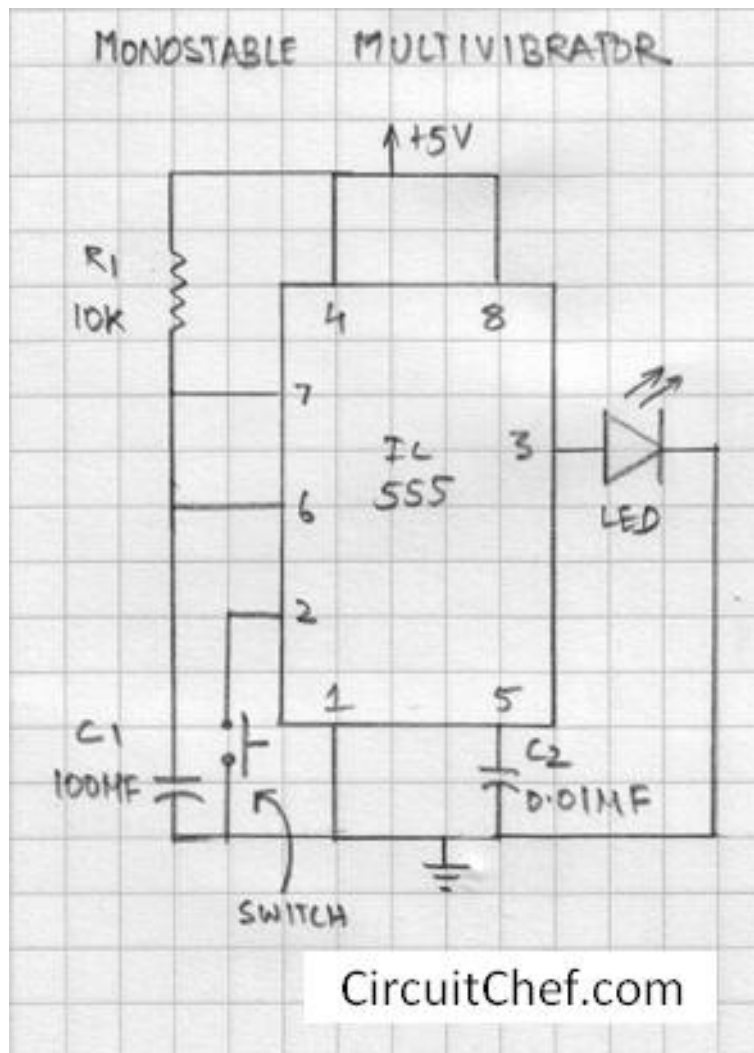 MONOSTABLE MULTIVIBRATOR
+5V
R1
10K
4
8
7
IC
555
3
6
LED
2
1
5
C1
100MF
C2
0.01MF
SWITCH
CircuitChef.com